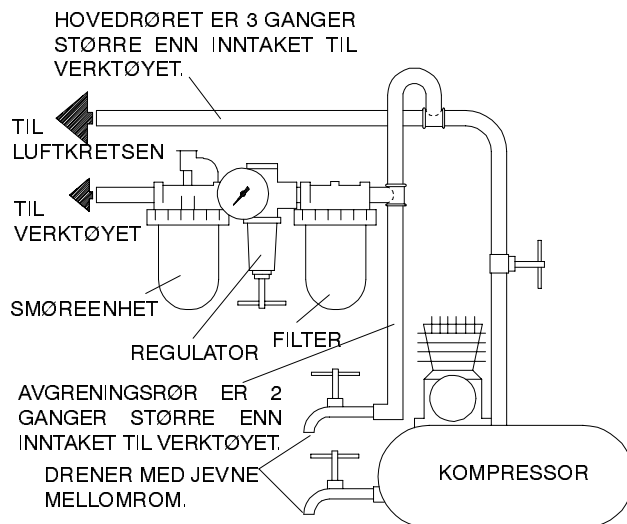 HOVEDRØRET ER 3 GANGER
STØRRE ENN INNTAKET TIL
VERKTØYET.
TIL
LUFTKRETSEN
TIL
VERKTØYET
SMØREENHET
REGULATOR
FILTER
AVGRENINGSRØR ER 2
GANGER STØRRE ENN
INNTAKET TIL VERKTØYET.
DRENER MED JEVNE
MELLOMROM.
KOMPRESSOR